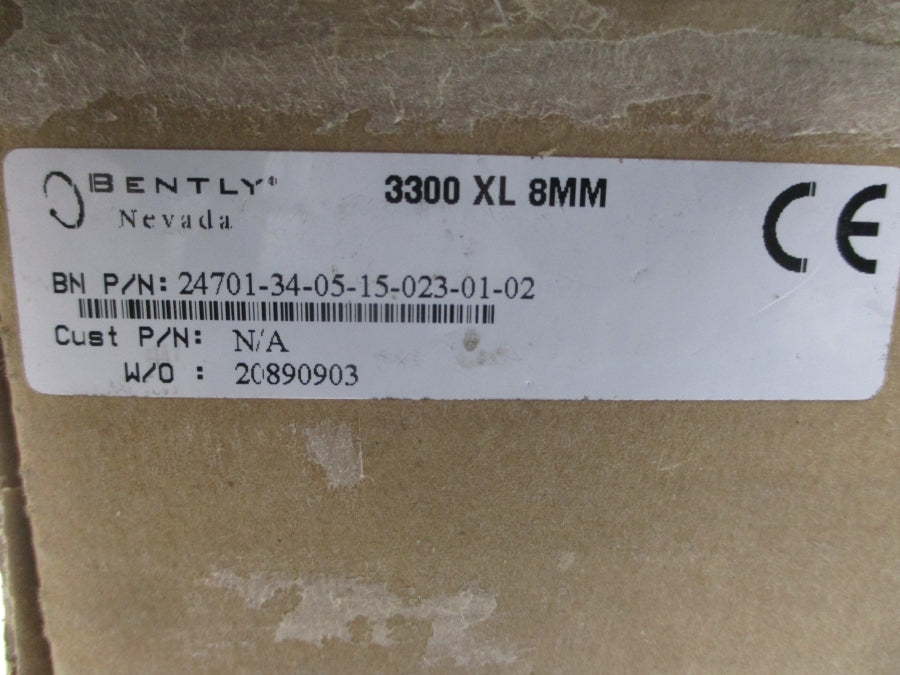 BENTLY®
Nevada
3300 XL 8MM
CE
BN P/N: 24701-34-05-15-023-01-02
Cust P/N: N/A
W/O : 20890903